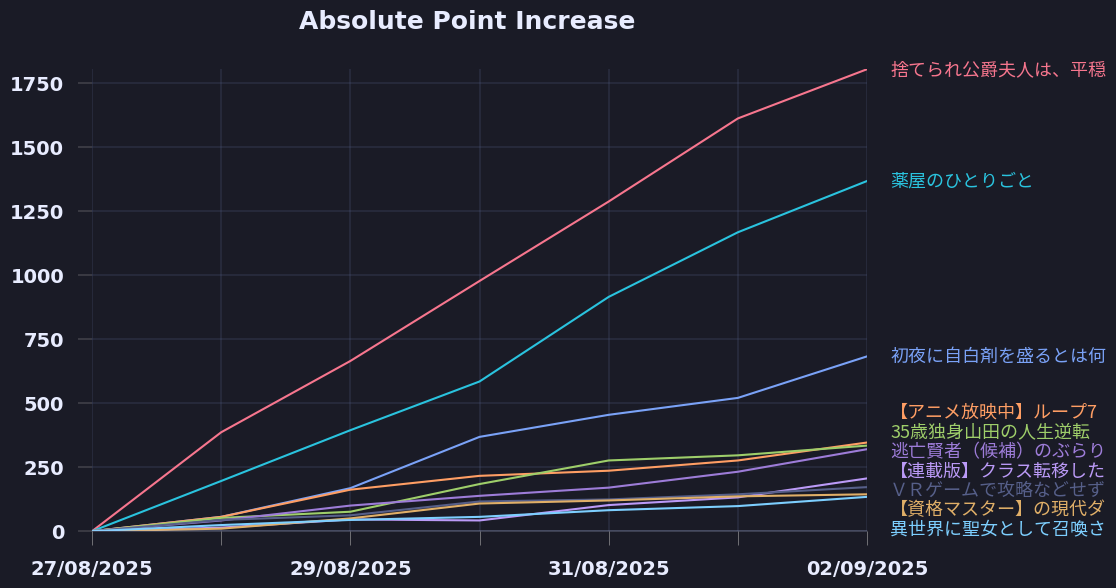 Absolute Point Increase
1750
1500
1250
1000
750
500
250
0
27/08/2025
29/08/2025
31/08/2025
02/09/2025
捨てられ公爵夫人は、平穏
薬屋のひとりごと
初夜に自白剤を盛るとは何
【アニメ放映中】ループ7
35歳独身山田の人生逆転
逃亡賢者（候補）のぶらり
【連載版】クラス転移した
ＶＲゲームで攻略などせず
【資格マスター】の現代ダ
異世界に聖女として召喚さ